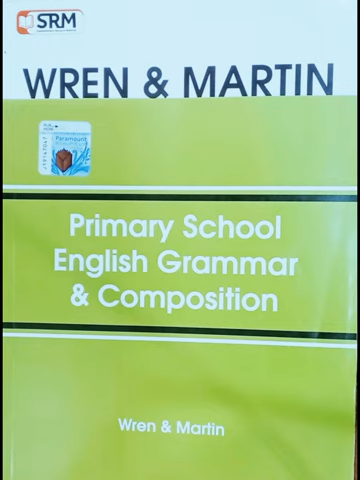 SRM
WREN & MARTIN
Paramount
Primary School
English Grammar
& Composition
Wren & Martin